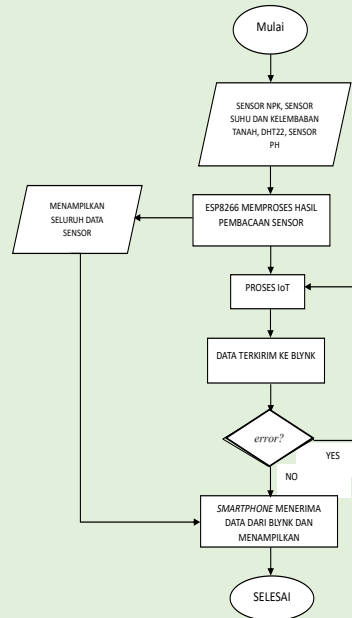 Mulai
SENSOR NPK, SENSOR
SUHU DAN KELEMBABAN
TANAH, DHT22, SENSOR
PH
MENAMPILKAN
SELURUH DATA
SENSOR
ESP8266 MEMPROSES HASIL
PEMBACAAN SENSOR
PROSES IoT
DATA TERKIRIM KE BLYNK
error?
YES
NO
SMARTPHONE MENERIMA
DATA DARI BLYNK DAN
MENAMPILKAN
SELESAI